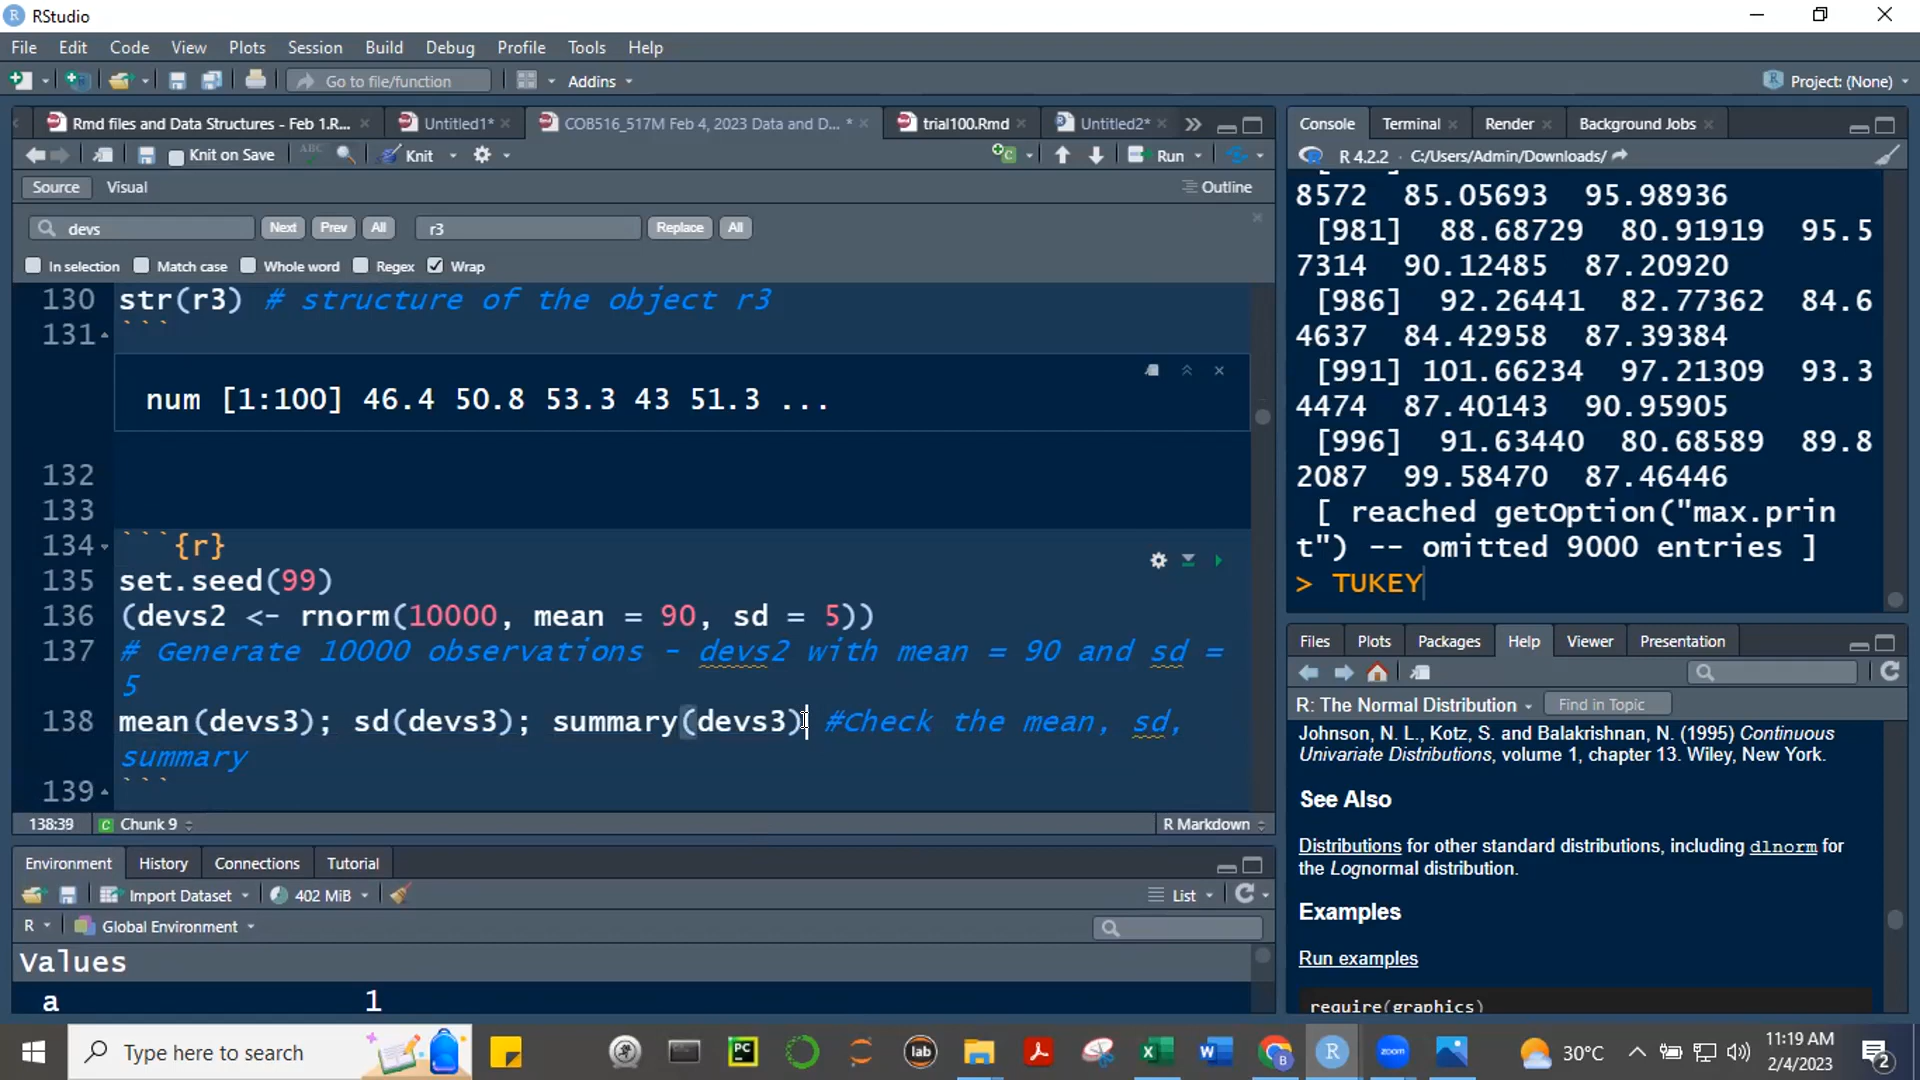 RStudio
File Edit Code View Plots Session Build Debug Profile Tools Help
Go to file/function Addins Project: (None)
Rmd files and Data Structures - Feb 1.R... Untitled1* COB516_517M Feb 4, 2023 Data and D... * trial100.Rmd Untitled2*
Knit on Save ABC Knit Run
Source Visual Outline
devs Next Prev All r3 Replace All
In selection Match case Whole word Regex Wrap
130 str(r3) # structure of the object r3
131 ```
num [1:100] 46.4 50.8 53.3 43 51.3 ...
132
133
134 ```{r}
135 set.seed(99)
136 (devs2 <- rnorm(10000, mean = 90, sd = 5))
137 # Generate 10000 observations - devs2 with mean = 90 and sd =
5
138 mean(devs3); sd(devs3); summary(devs3) #Check the mean, sd,
summary
139 ```
138:39 Chunk 9 R Markdown
Environment History Connections Tutorial
Import Dataset 402 MiB List
R Global Environment
Values
a 1
Console Terminal Render Background Jobs
R 4.2.2 · C:/Users/Admin/Downloads/
8572 85.05693 95.98936
[981] 88.68729 80.91919 95.5
7314 90.12485 87.20920
[986] 92.26441 82.77362 84.6
4637 84.42958 87.39384
[991] 101.66234 97.21309 93.3
4474 87.40143 90.95905
[996] 91.63440 80.68589 89.8
2087 99.58470 87.46446
[ reached getOption("max.prin
t") -- omitted 9000 entries ]
> TUKEY
Files Plots Packages Help Viewer Presentation
R: The Normal Distribution Find in Topic
Johnson, N. L., Kotz, S. and Balakrishnan, N. (1995) Continuous
Univariate Distributions, volume 1, chapter 13. Wiley, New York.
See Also
Distributions for other standard distributions, including dlnorm for
the Lognormal distribution.
Examples
Run examples
require(graphics)
Type here to search
PC
lab
zoom
30°C
11:19 AM
2/4/2023
2